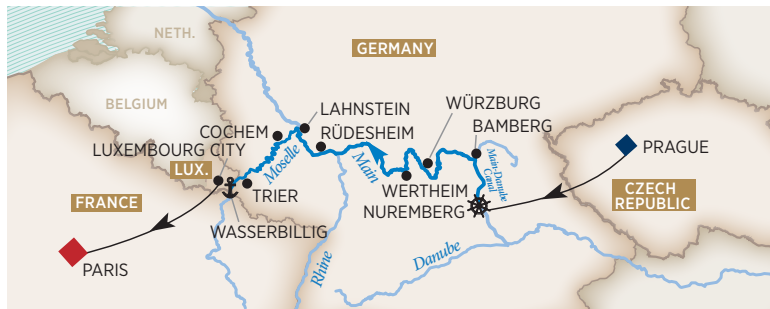 NETH.
GERMANY
BELGIUM
LAHNSTEIN
WÜRZBURG
COCHEM
RÜDESHEIM
BAMBERG
LUXEMBOURG CITY
PRAGUE
Moselle
Main
Main-Danube
Canal
LUX.
TRIER
WERTHEIM
CZECH
REPUBLIC
FRANCE
NUREMBERG
WASSERBILLIG
Danube
Rhine
PARIS